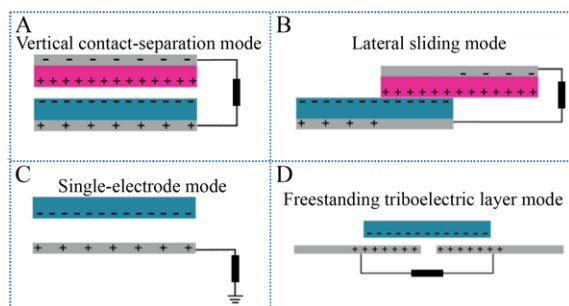 A
Vertical contact-separation mode
B
Lateral sliding mode
C
Single-electrode mode
D
Freestanding triboelectric layer mode